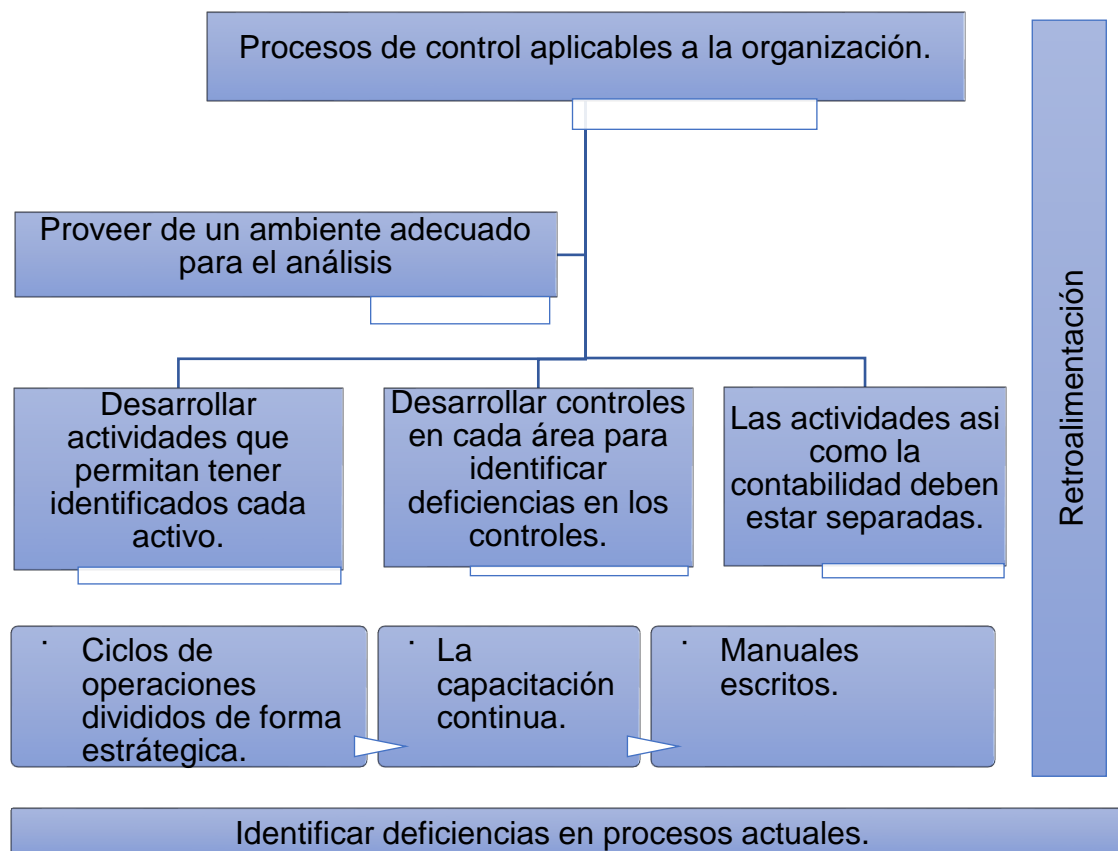 Procesos de control aplicables a la organización.
Proveer de un ambiente adecuado
para el análisis
Desarrollar
actividades que
permitan tener
identificados cada
activo.
Desarrollar controles
en cada área para
identificar
deficiencias en los
controles.
Las actividades asi
como la
contabilidad deben
estar separadas.
· Ciclos de
operaciones
divididos de forma
estrátegica.
· La
capacitación
continua.
· Manuales
escritos.
Retroalimentación
Identificar deficiencias en procesos actuales.